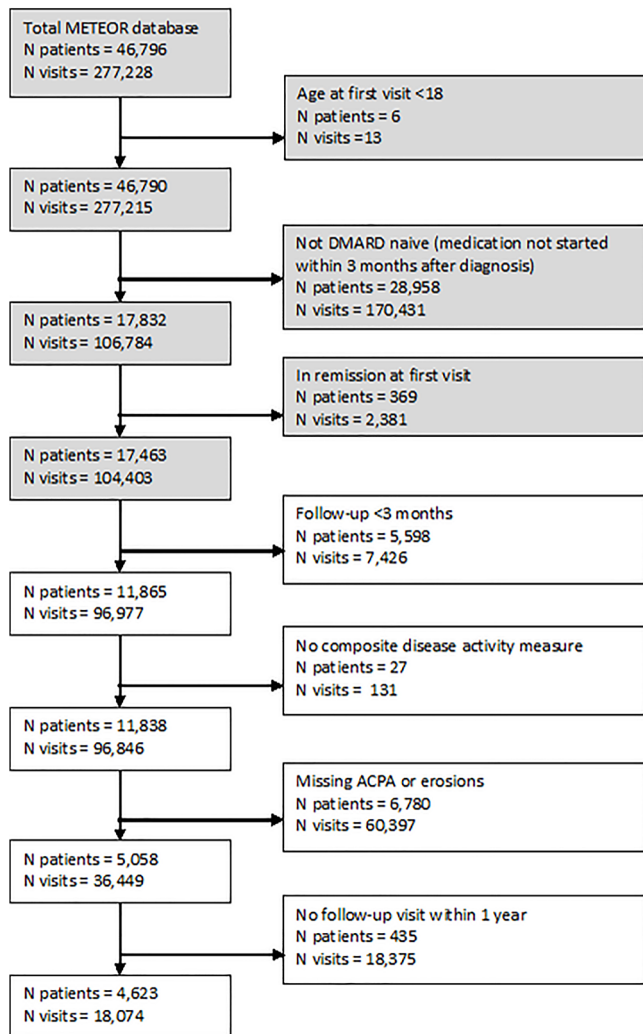 Total METEOR database
N patients = 46,796
N visits = 277,228
Age at first visit <18
N patients = 6
N visits =13
N patients = 46,790
N visits = 277,215
Not DMARD naive (medication not started
within 3 months after diagnosis)
N patients = 28,958
N visits = 170,431
N patients = 17,832
N visits = 106,784
In remission at first visit
N patients = 369
N visits = 2,381
N patients = 17,463
N visits = 104,403
Follow-up <3 months
N patients = 5,598
N visits = 7,426
N patients = 11,865
N visits = 96,977
No composite disease activity measure
N patients = 27
N visits = 131
N patients = 11,838
N visits = 96,846
Missing ACPA or erosions
N patients = 6,780
N visits = 60,397
N patients = 5,058
N visits = 36,449
No follow-up visit within 1 year
N patients = 435
N visits = 18,375
N patients = 4,623
N visits = 18,074